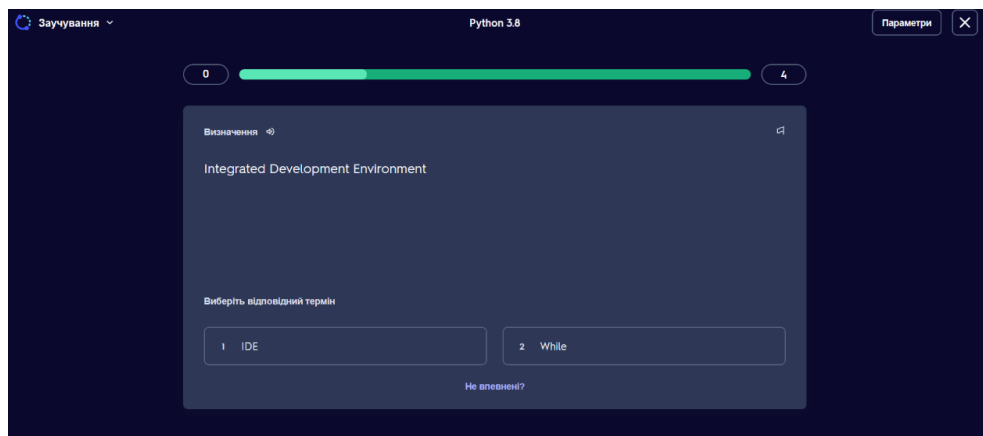 Заучування
Python 3.8
Параметри
0
4
Визначення
Integrated Development Environment
Виберіть відповідний термін
1 IDE
2 While
Не впевнені?